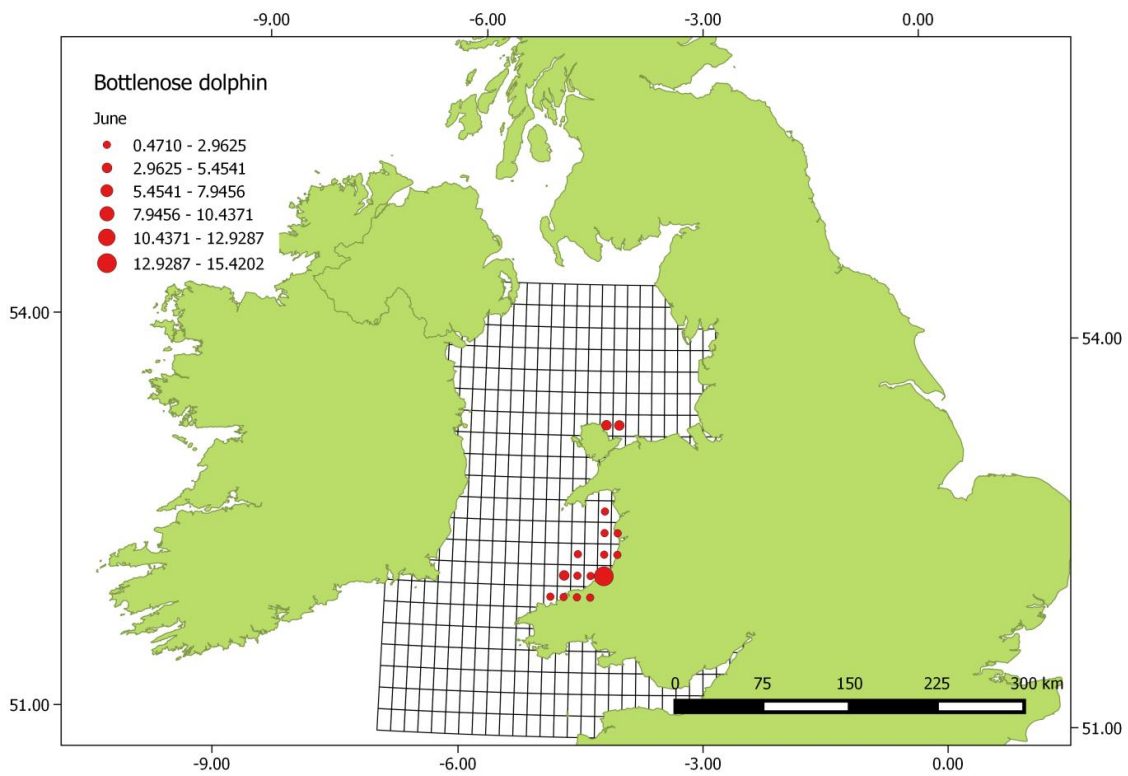 -9.00 -6.00 -3.00 0.00
Bottlenose dolphin
June
0.4710 - 2.9625
2.9625 - 5.4541
5.4541 - 7.9456
7.9456 - 10.4371
10.4371 - 12.9287
12.9287 - 15.4202
54.00
54.00
0 75 150 225 300 km
51.00
51.00
-9.00 -6.00 -3.00 0.00